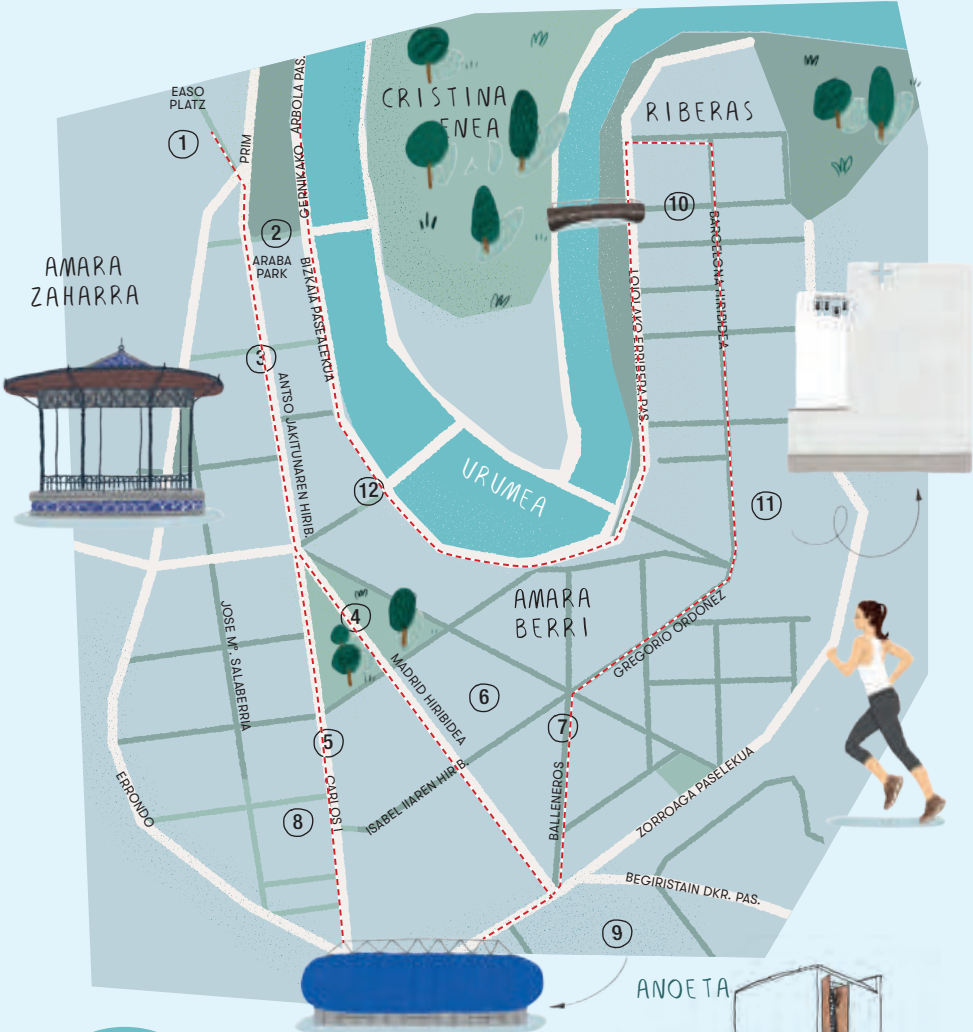 EASO
PLATZ
1
PRIM
GERNIKAKO ARBOLA PAS.
CRISTINA
ENEA
RIBERAS
10
2
ARABA
PARK
AMARA
ZAHARRA
BIZKAIA PASEALEKUA
BARCELONA HIRIBIDEA
LOIOLAKO ERRIBERA PAS.
3
ANTSO JAKITUNAREN HIRIB.
URUMEA
12
11
AMARA
BERRI
4
JOSE Mª. SALABERRIA
MADRID HIRIBIDEA
GREGORIO ORDOÑEZ
6
7
5
ERRONDO
CARLOS I
8
ISABEL IIAREN HIRIB.
BALLENEROS
ZORROAGA PASELEKUA
BEGIRISTAIN DKR. PAS.
9
ANOETA